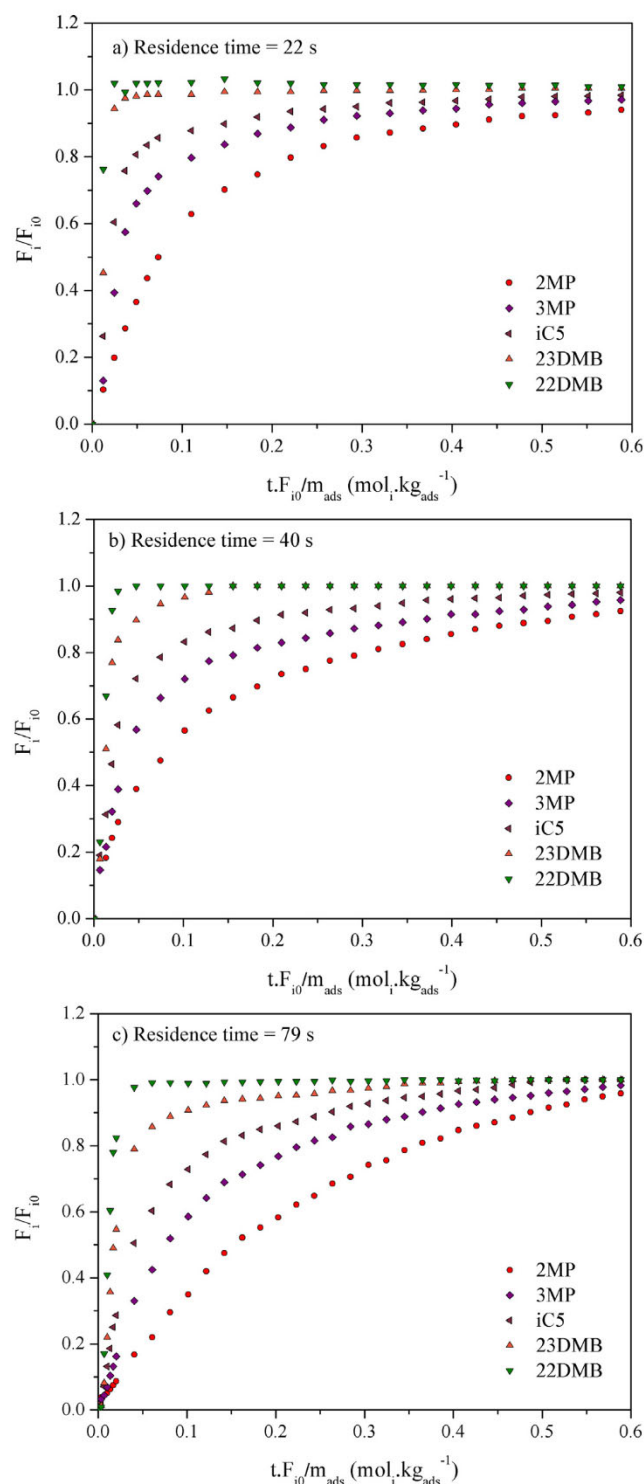 a) Residence time = 22 s
1.2
1.0
0.8
0.6
0.4
0.2
0.0
F_i/F_i0
2MP
3MP
iC5
23DMB
22DMB
0.0 0.1 0.2 0.3 0.4 0.5 0.6
t.F_i0/m_ads (mol_i.kg_ads^-1)
b) Residence time = 40 s
1.2
1.0
0.8
0.6
0.4
0.2
0.0
F_i/F_i0
2MP
3MP
iC5
23DMB
22DMB
0.0 0.1 0.2 0.3 0.4 0.5 0.6
t.F_i0/m_ads (mol_i.kg_ads^-1)
c) Residence time = 79 s
1.2
1.0
0.8
0.6
0.4
0.2
0.0
F_i/F_i0
2MP
3MP
iC5
23DMB
22DMB
0.0 0.1 0.2 0.3 0.4 0.5 0.6
t.F_i0/m_ads (mol_i.kg_ads^-1)